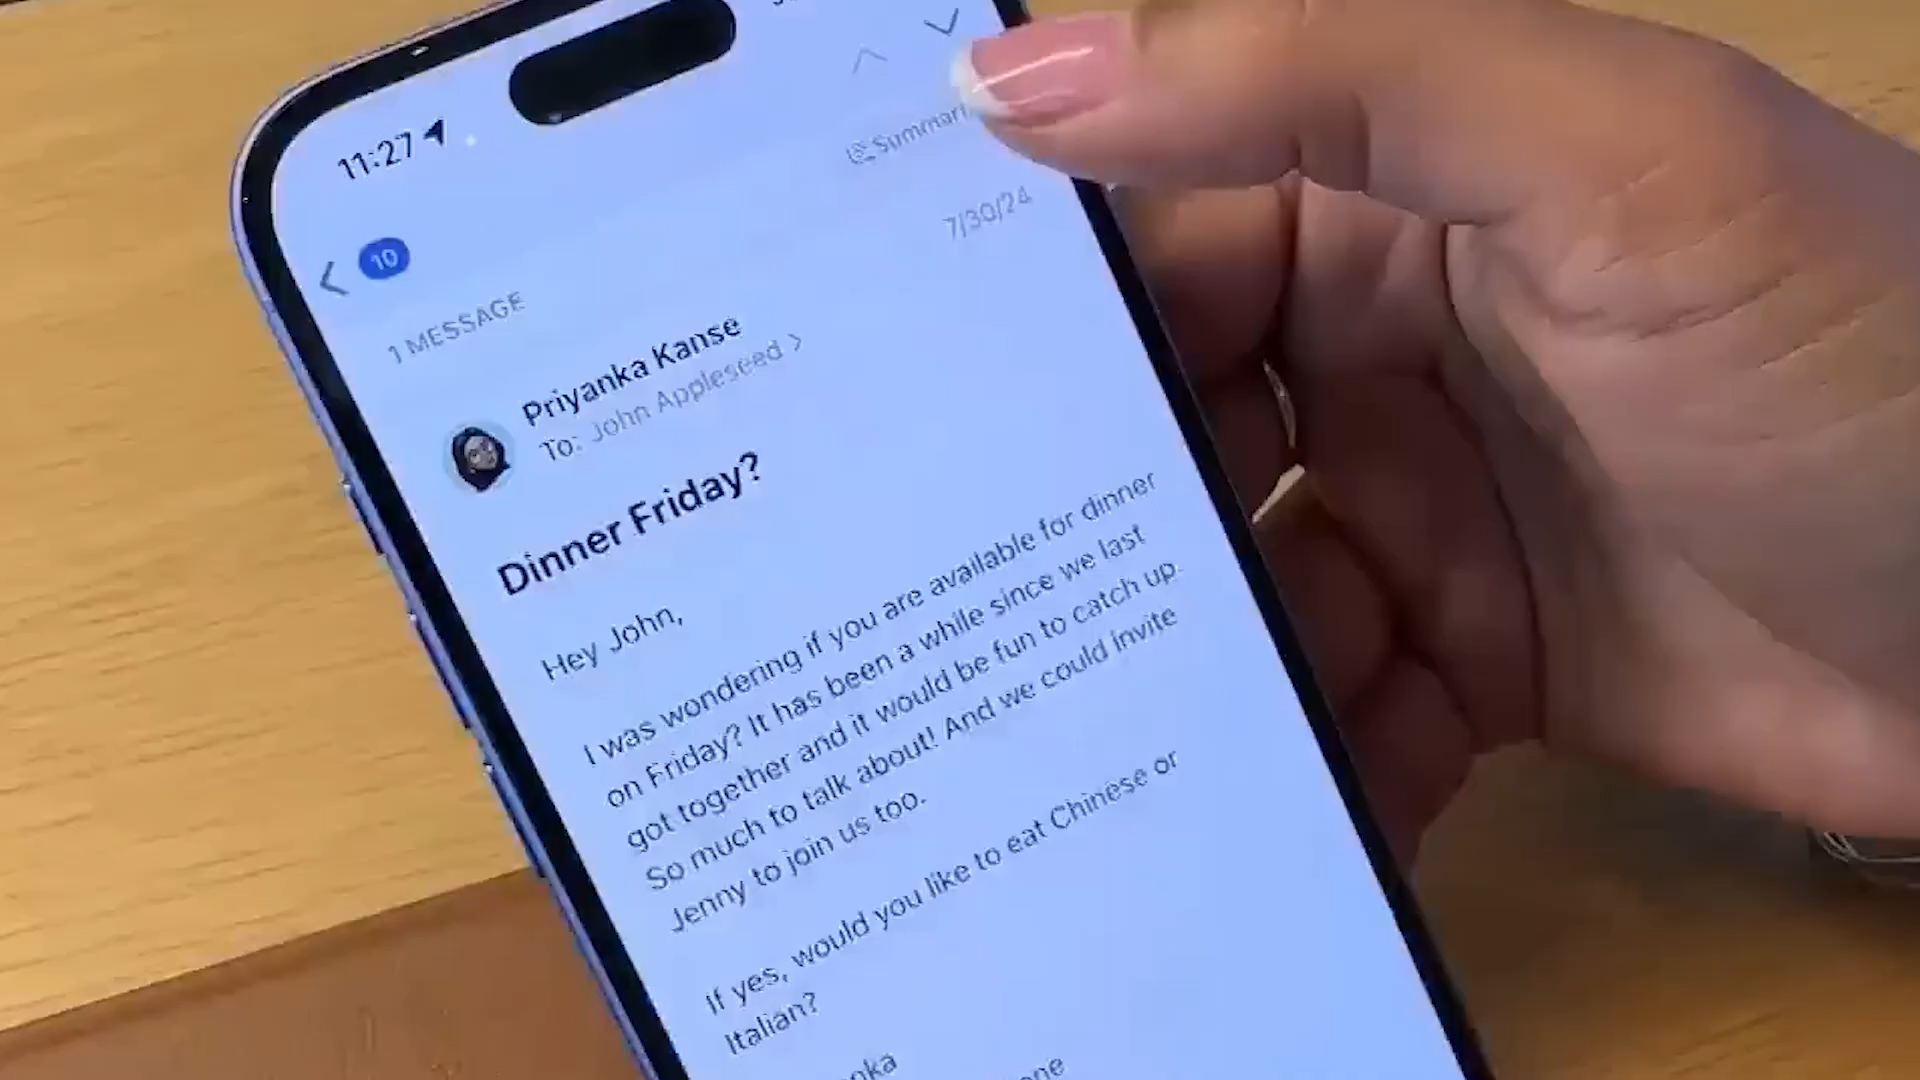 11:27
10
Summari
7/30/24
1 MESSAGE
Priyanka Kanse
To: John Appleseed
Dinner Friday?
Hey John,
I was wondering if you are available for dinner
on Friday? It has been a while since we last
got together and it would be fun to catch up.
So much to talk about! And we could invite
Jenny to join us too.
If yes, would you like to eat Chinese or
Italian?